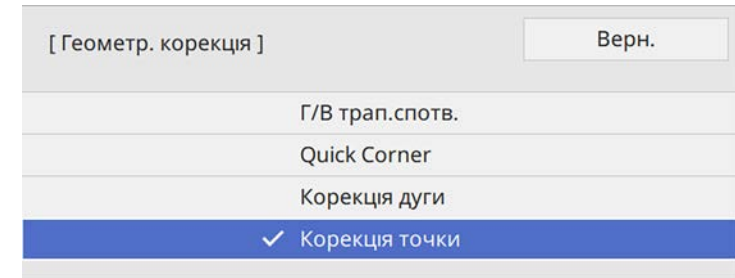 [ Геометр. корекція ]
Верн.
Г/В трап.спотв.
Quick Corner
Корекція дуги
Корекція точки